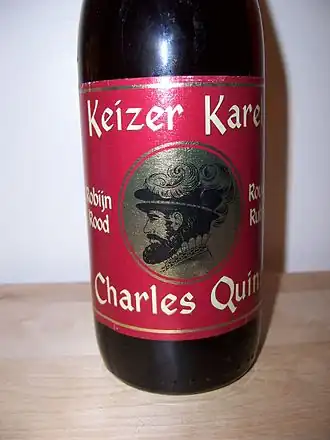 Keizer Kare
Robijn
Rood
Rou
Ru
Charles Quin